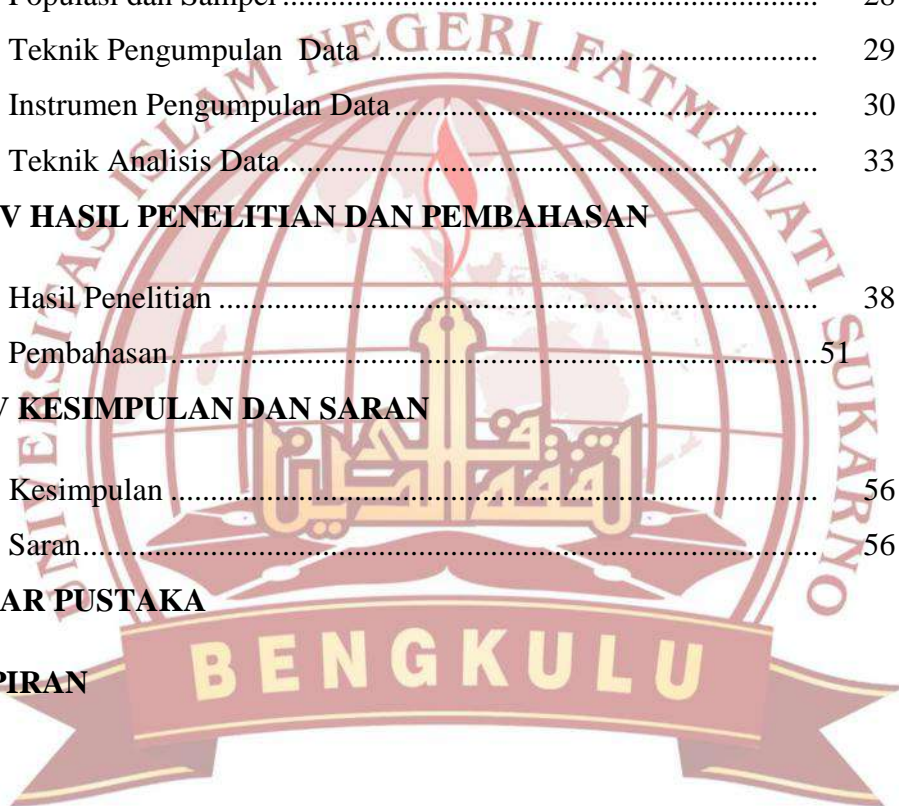 Populasi dan Sampel ........ 28
Teknik Pengumpulan Data ........ 29
Instrumen Pengumpulan Data ........ 30
Teknik Analisis Data ........ 33
V HASIL PENELITIAN DAN PEMBAHASAN
Hasil Penelitian ........ 38
Pembahasan ........ 51
V KESIMPULAN DAN SARAN
Kesimpulan ........ 56
Saran ........ 56
AR PUSTAKA
PIRAN
UNIVERSITAS ISLAM NEGERI FATMAWATI SUKARNO
BENGKULU